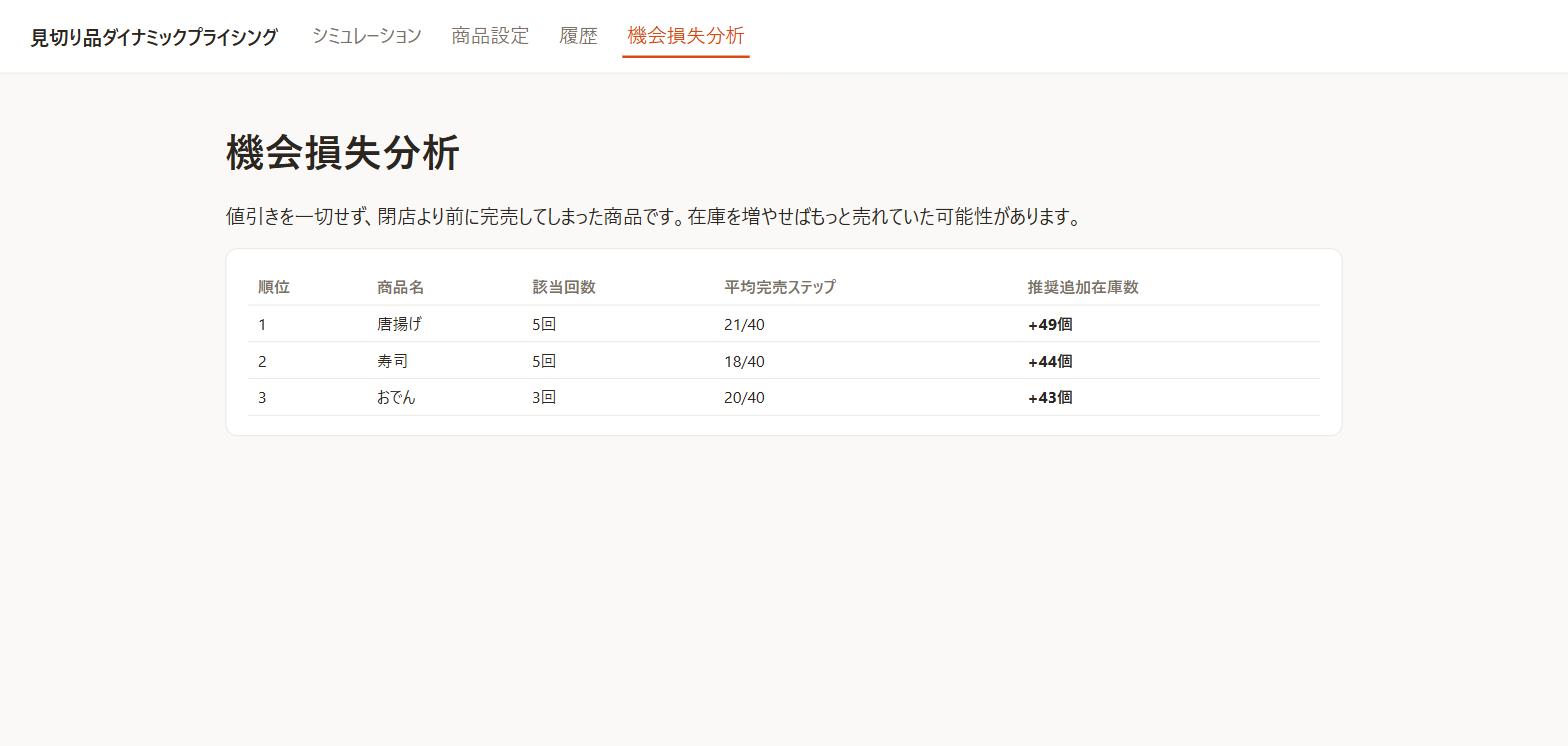 見切り品ダイナミックプライシング シミュレーション 商品設定 履歴 機会損失分析
機会損失分析
値引きを一切せず、閉店より前に完売してしまった商品です。在庫を増やせばもっと売れていた可能性があります。
順位 商品名 該当回数 平均完売ステップ 推奨追加在庫数
1 唐揚げ 5回 21/40 +49個
2 寿司 5回 18/40 +44個
3 おでん 3回 20/40 +43個